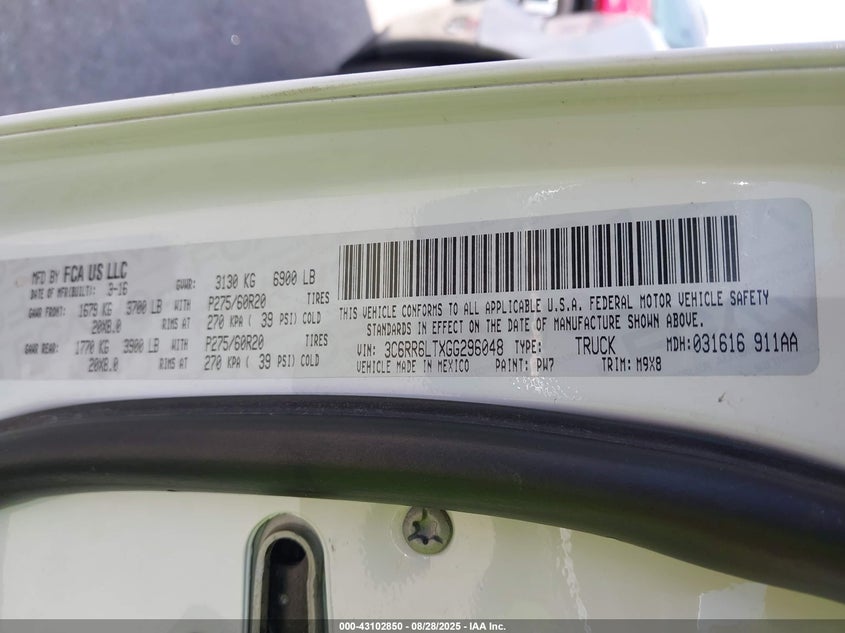 MFD BY FCA US LLC
DATE OF MFR(BUILT): 3-16
GVWR: 3130 KG 6900 LB
GAWR FRONT: 1675 KG 3700 LB WITH P275/60R20 TIRES
20X8.0 RIMS AT 270 KPA ( 39 PSI) COLD
GAWR REAR: 1770 KG 3900 LB WITH P275/60R20 TIRES
20X8.0 RIMS AT 270 KPA ( 39 PSI) COLD
THIS VEHICLE CONFORMS TO ALL APPLICABLE U.S.A. FEDERAL MOTOR VEHICLE SAFETY
STANDARDS IN EFFECT ON THE DATE OF MANUFACTURE SHOWN ABOVE.
VIN: 3C6RR6LTXGG296048 TYPE: TRUCK MDH: 031616 911AA
VEHICLE MADE IN MEXICO PAINT: PW7 TRIM: M9X8
000-43102850 - 08/28/2025 - IAA Inc.